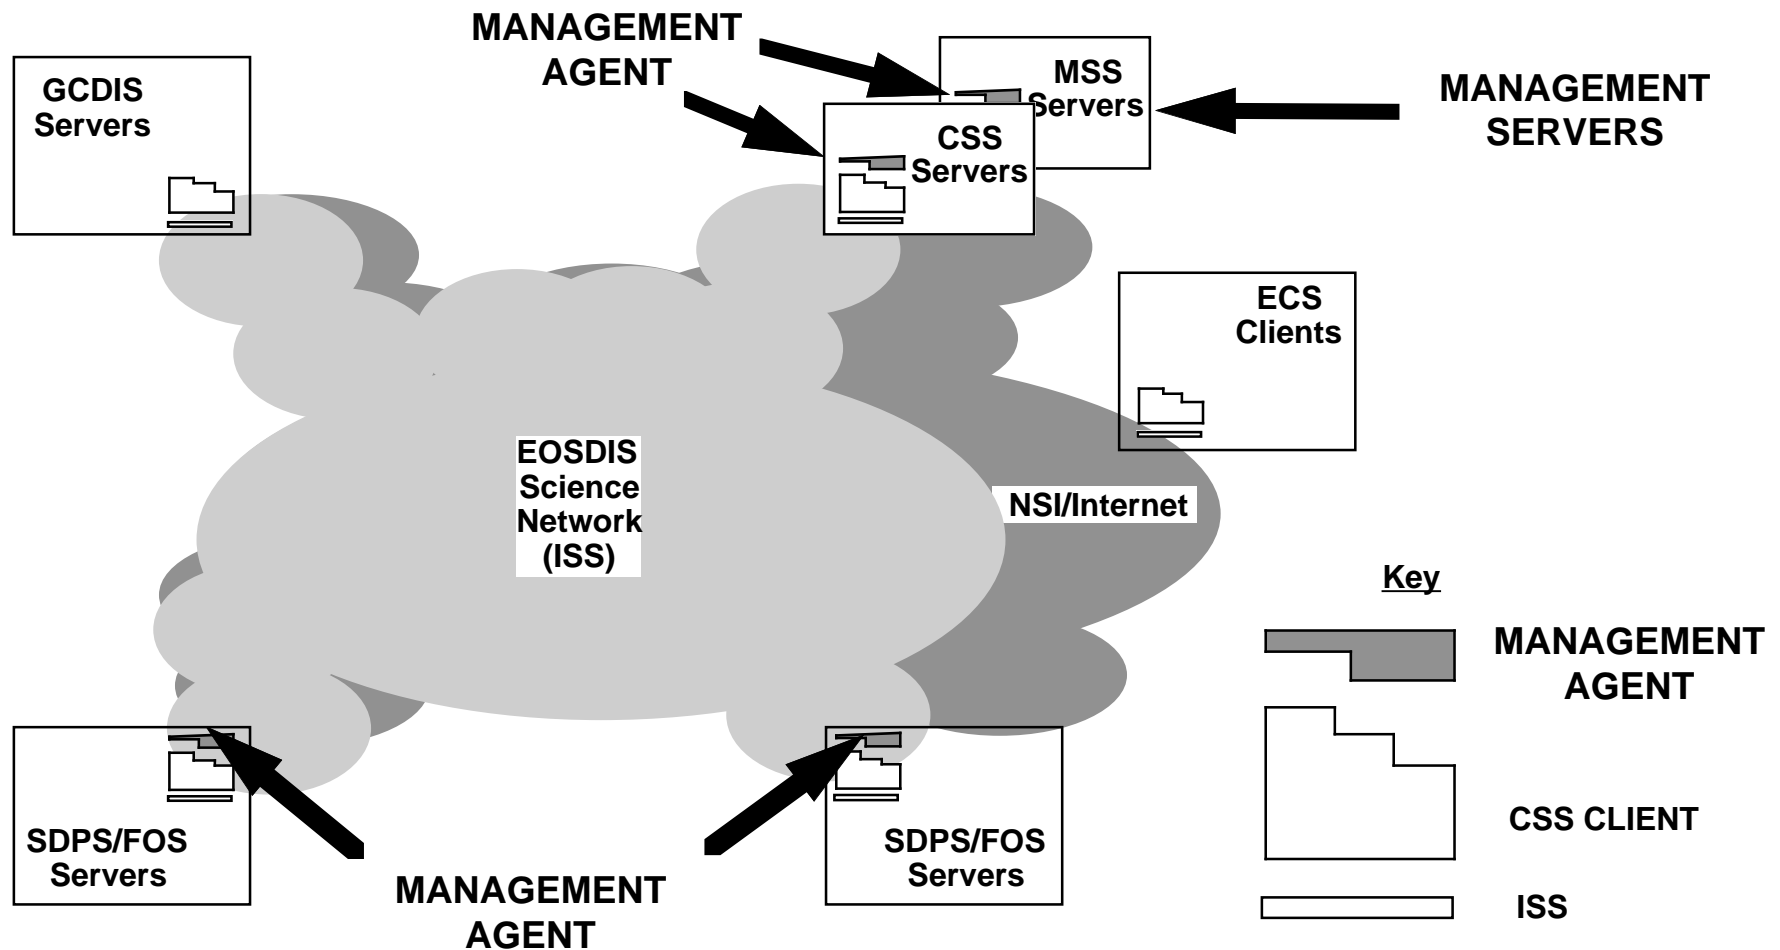 MANAGEMENT
AGENT
GCDIS
Servers
MSS
Servers
CSS
Servers
MANAGEMENT
SERVERS
ECS
Clients
EOSDIS
Science
Network
(ISS)
NSI/Internet
Key
MANAGEMENT
AGENT
CSS CLIENT
ISS
SDPS/FOS
Servers
MANAGEMENT
AGENT
SDPS/FOS
Servers